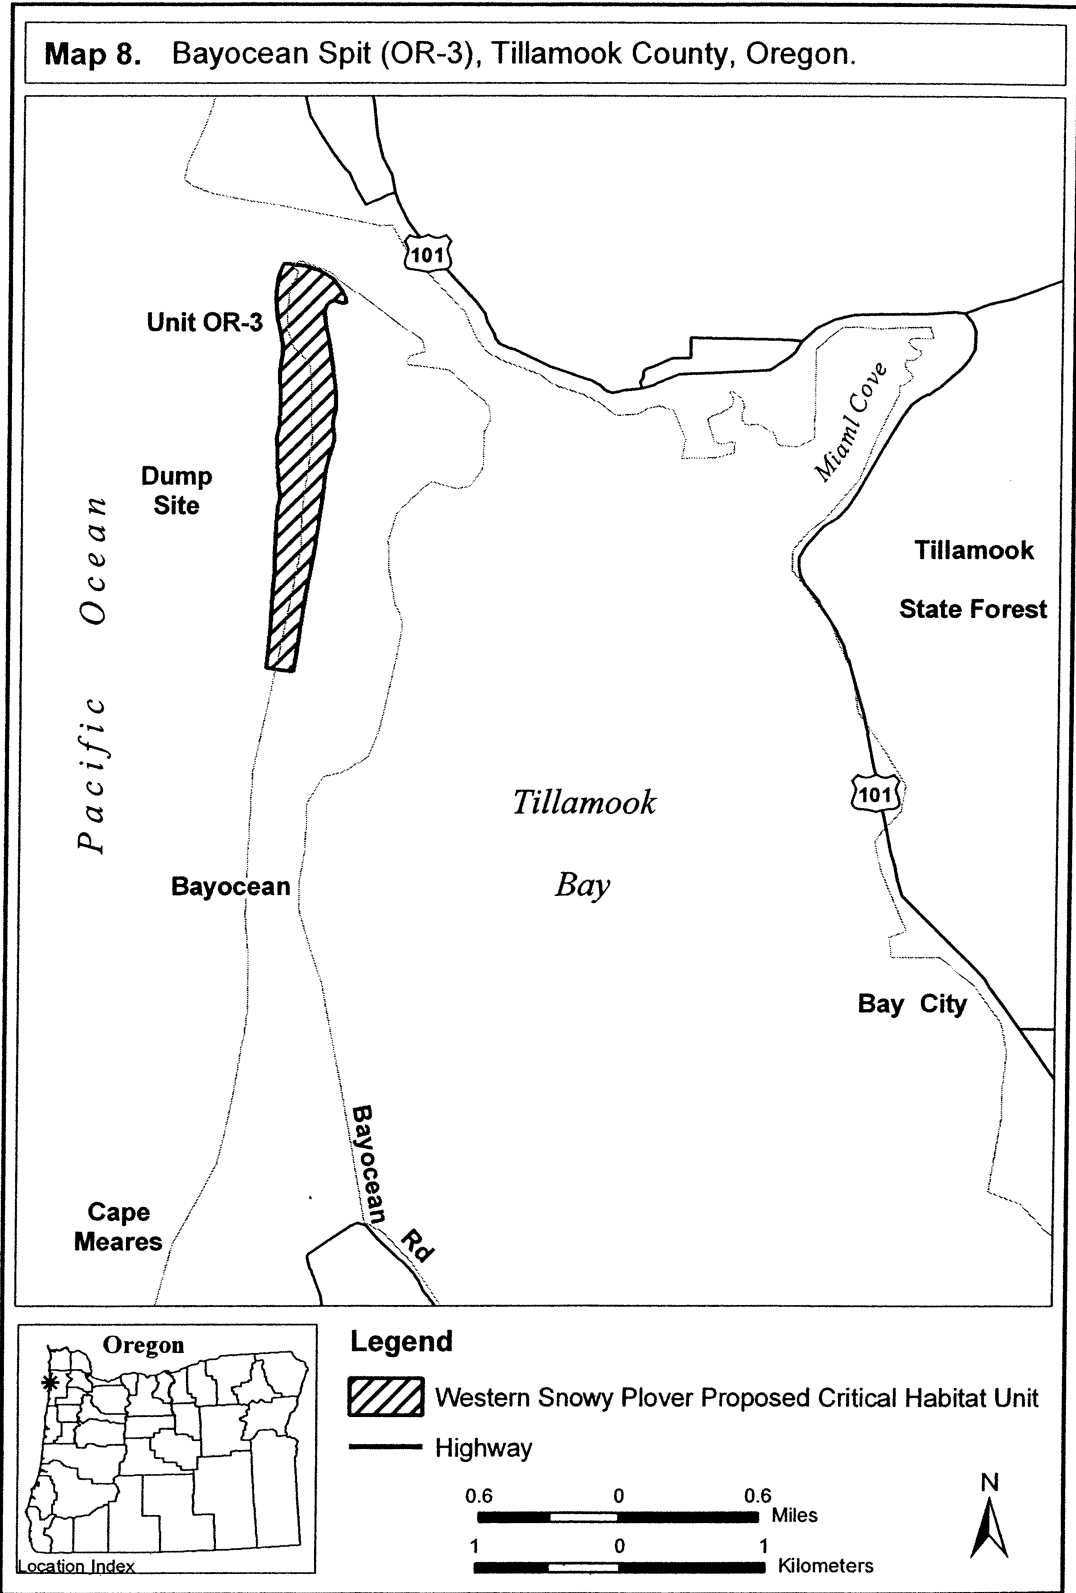 Map 8. Bayocean Spit (OR-3), Tillamook County, Oregon.
101
Unit OR-3
Miami Cove
Dump
Site
Pacific Ocean
Tillamook
State Forest
Tillamook
Bay
101
Bayocean
Bay City
Bayocean Rd
Cape
Meares
Oregon
Location Index
Legend
Western Snowy Plover Proposed Critical Habitat Unit
Highway
0.6 0 0.6
Miles
1 0 1
Kilometers
N